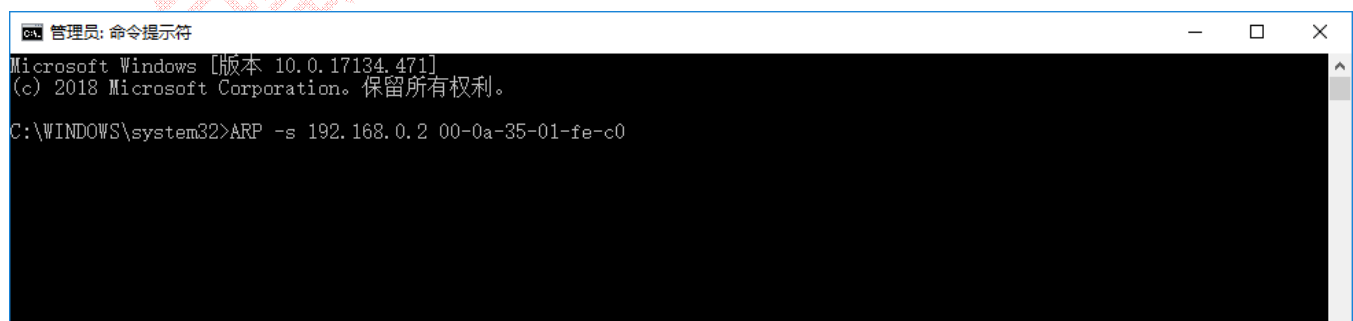 管理员: 命令提示符
Microsoft Windows [版本 10.0.17134.471]
(c) 2018 Microsoft Corporation。保留所有权利。
C:\WINDOWS\system32>ARP -s 192.168.0.2 00-0a-35-01-fe-c0